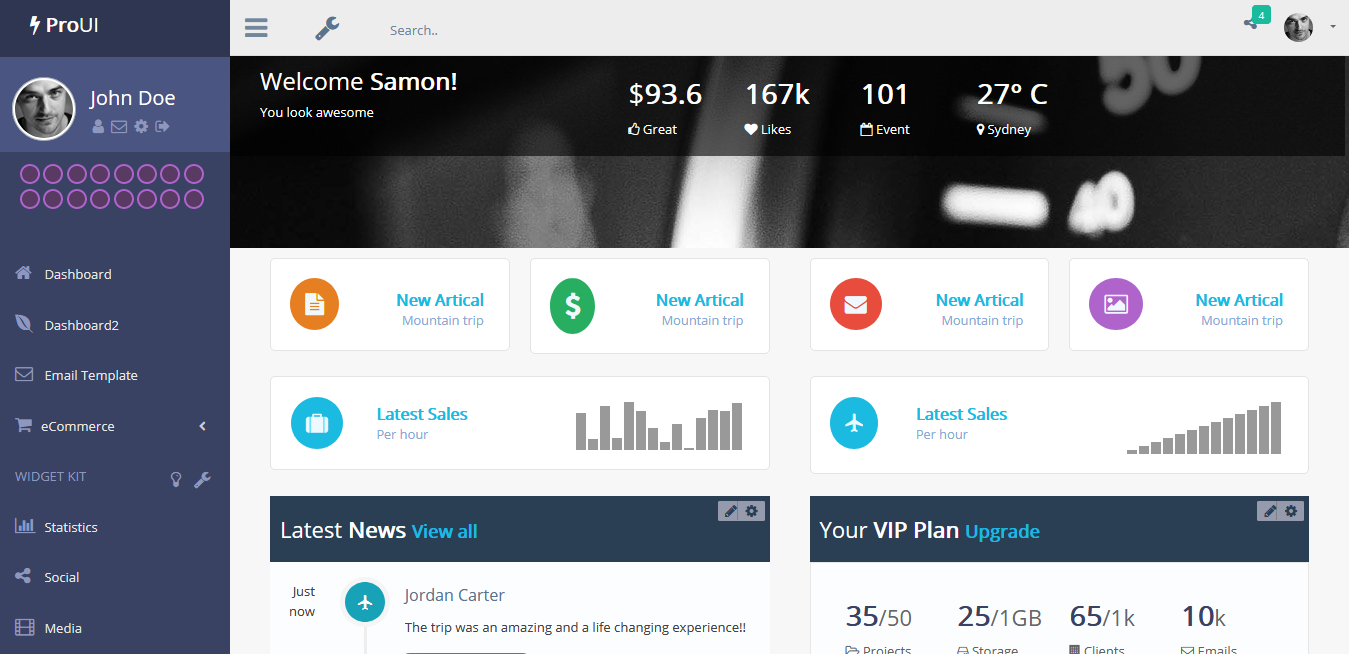 ProUI
Search..
4
John Doe
Welcome Samon!
You look awesome
$93.6
Great
167k
Likes
101
Event
27° C
Sydney
50
40
Dashboard
Dashboard2
Email Template
eCommerce
WIDGET KIT
Statistics
Social
Media
New Artical
Mountain trip
New Artical
Mountain trip
New Artical
Mountain trip
New Artical
Mountain trip
Latest Sales
Per hour
Latest Sales
Per hour
Latest News View all
Just
now
Jordan Carter
The trip was an amazing and a life changing experience!!
Your VIP Plan Upgrade
35/50
Projects
25/1GB
Storage
65/1k
Clients
10k
Emails